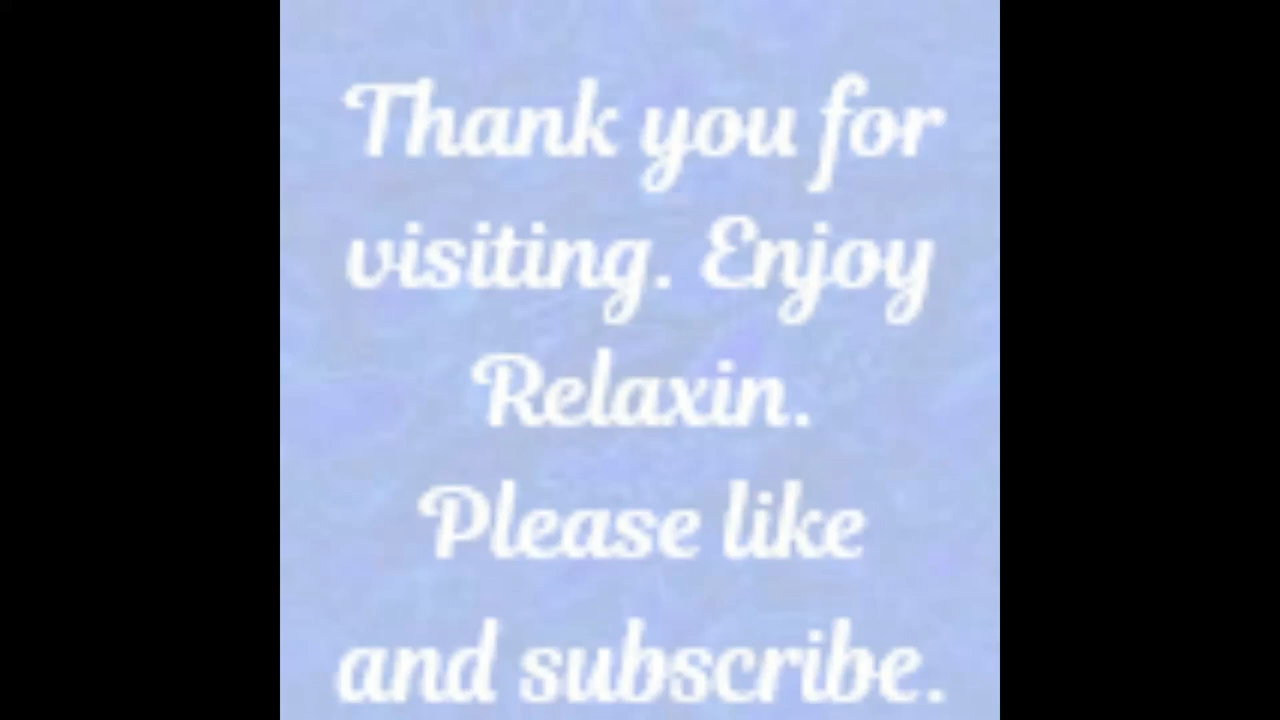 Thank you for
visiting. Enjoy
Relaxin.
Please like
and subscribe.